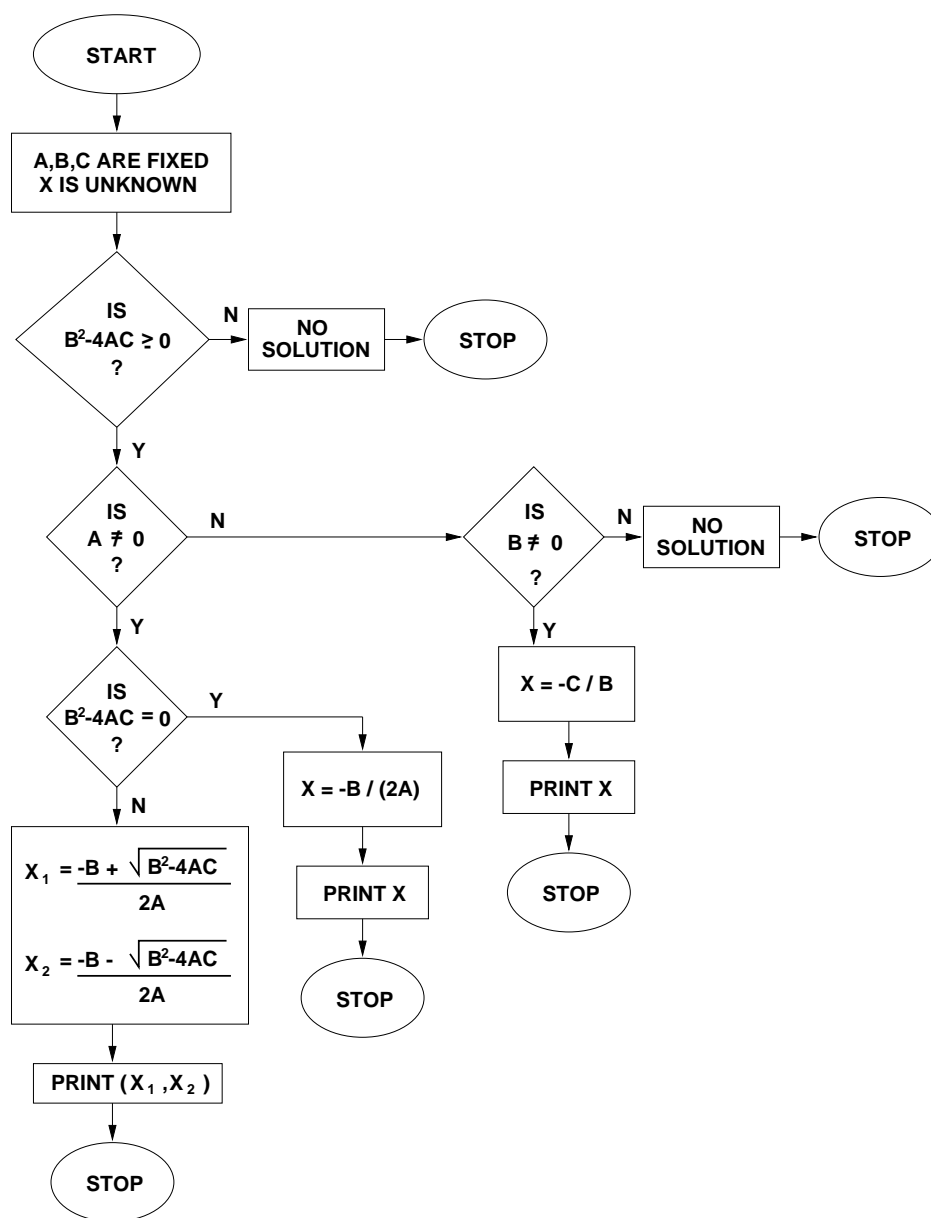 START
A,B,C ARE FIXED
X IS UNKNOWN
IS
B²-4AC ≥ 0
?
N
NO
SOLUTION
STOP
Y
IS
A ≠ 0
?
N
IS
B ≠ 0
?
N
NO
SOLUTION
STOP
Y
Y
IS
B²-4AC = 0
?
Y
X = -C / B
X = -B / (2A)
PRINT X
N
X₁ = -B + √B²-4AC
2A
PRINT X
STOP
X₂ = -B - √B²-4AC
2A
STOP
PRINT (X₁ ,X₂ )
STOP